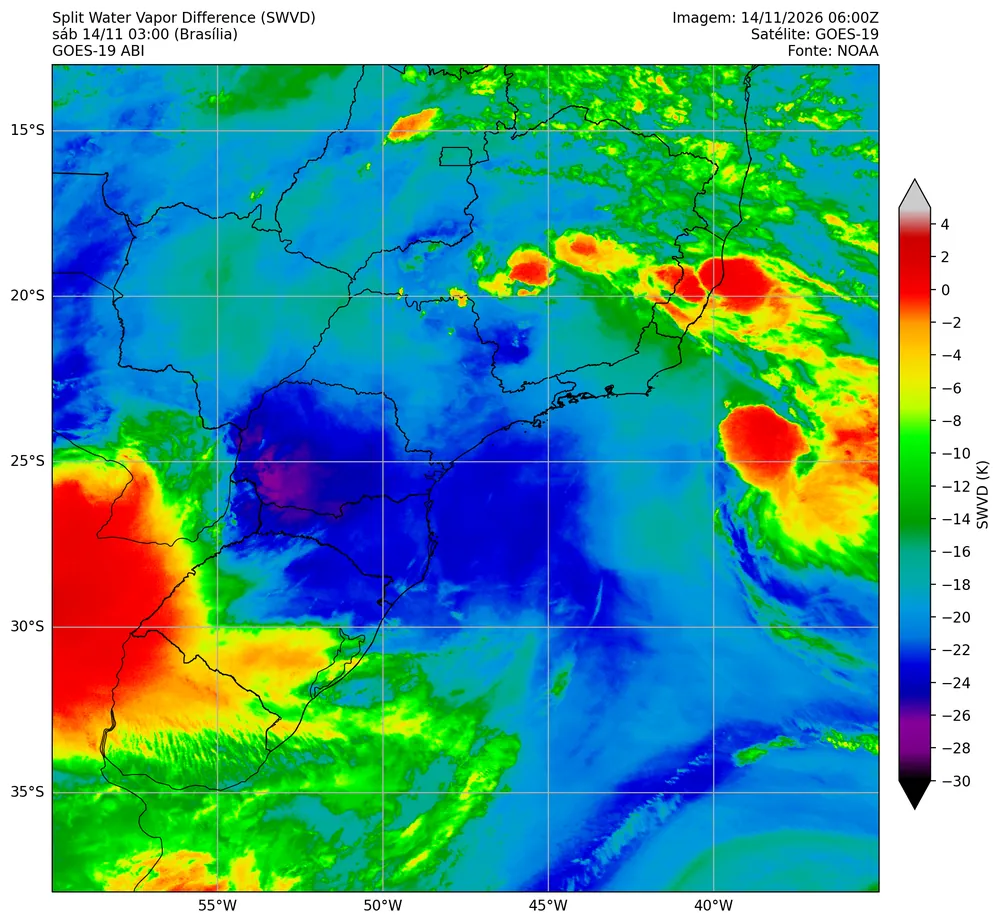 Split Water Vapor Difference (SWVD)
sáb 14/11 03:00 (Brasília)
GOES-19 ABI
Imagem: 14/11/2026 06:00Z
Satélite: GOES-19
Fonte: NOAA
15°S
20°S
25°S
30°S
35°S
55°W
50°W
45°W
40°W
4
2
0
−2
−4
−6
−8
−10
−12
−14
−16
−18
−20
−22
−24
−26
−28
−30
SWVD (K)